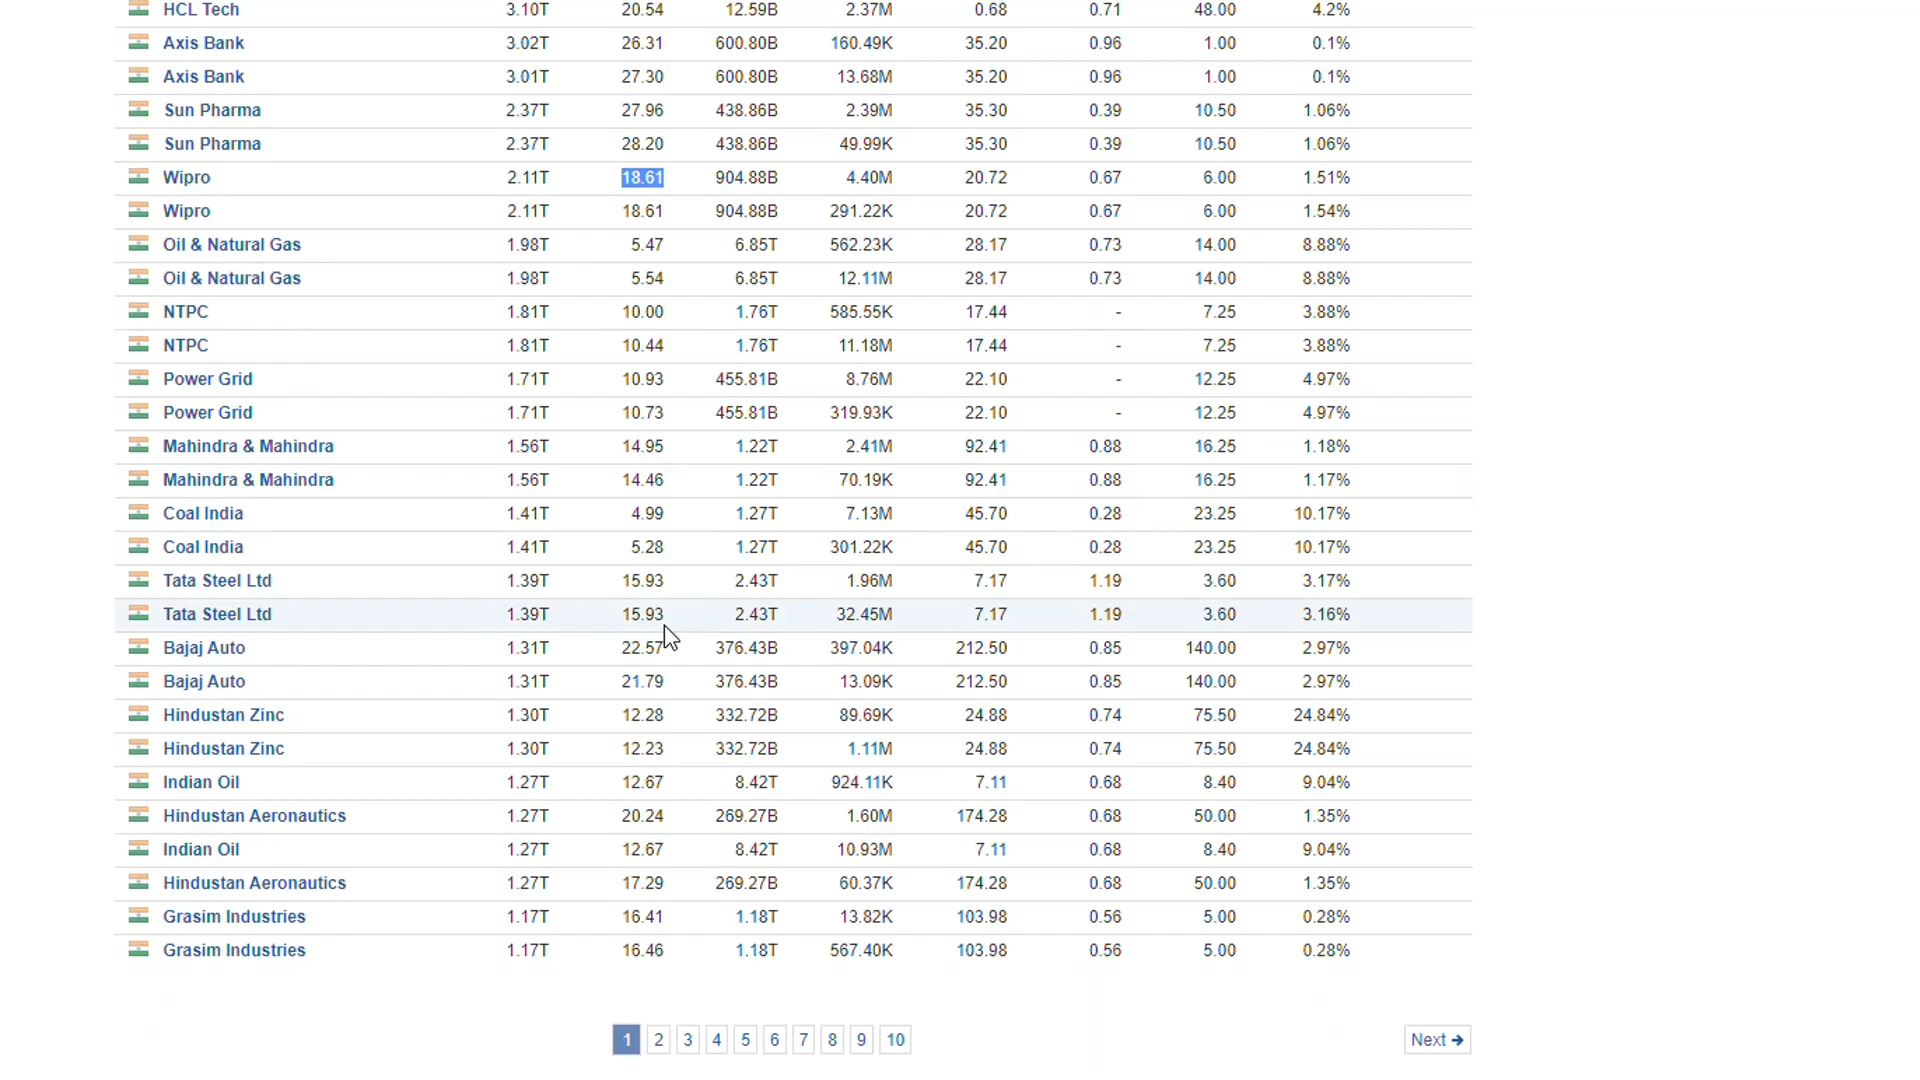 HCL Tech 3.10T 20.54 12.59B 2.37M 0.68 0.71 48.00 4.2%
Axis Bank 3.02T 26.31 600.80B 160.49K 35.20 0.96 1.00 0.1%
Axis Bank 3.01T 27.30 600.80B 13.68M 35.20 0.96 1.00 0.1%
Sun Pharma 2.37T 27.96 438.86B 2.39M 35.30 0.39 10.50 1.06%
Sun Pharma 2.37T 28.20 438.86B 49.99K 35.30 0.39 10.50 1.06%
Wipro 2.11T 18.61 904.88B 4.40M 20.72 0.67 6.00 1.51%
Wipro 2.11T 18.61 904.88B 291.22K 20.72 0.67 6.00 1.54%
Oil & Natural Gas 1.98T 5.47 6.85T 562.23K 28.17 0.73 14.00 8.88%
Oil & Natural Gas 1.98T 5.54 6.85T 12.11M 28.17 0.73 14.00 8.88%
NTPC 1.81T 10.00 1.76T 585.55K 17.44 - 7.25 3.88%
NTPC 1.81T 10.44 1.76T 11.18M 17.44 - 7.25 3.88%
Power Grid 1.71T 10.93 455.81B 8.76M 22.10 - 12.25 4.97%
Power Grid 1.71T 10.73 455.81B 319.93K 22.10 - 12.25 4.97%
Mahindra & Mahindra 1.56T 14.95 1.22T 2.41M 92.41 0.88 16.25 1.18%
Mahindra & Mahindra 1.56T 14.46 1.22T 70.19K 92.41 0.88 16.25 1.17%
Coal India 1.41T 4.99 1.27T 7.13M 45.70 0.28 23.25 10.17%
Coal India 1.41T 5.28 1.27T 301.22K 45.70 0.28 23.25 10.17%
Tata Steel Ltd 1.39T 15.93 2.43T 1.96M 7.17 1.19 3.60 3.17%
Tata Steel Ltd 1.39T 15.93 2.43T 32.45M 7.17 1.19 3.60 3.16%
Bajaj Auto 1.31T 22.57 376.43B 397.04K 212.50 0.85 140.00 2.97%
Bajaj Auto 1.31T 21.79 376.43B 13.09K 212.50 0.85 140.00 2.97%
Hindustan Zinc 1.30T 12.28 332.72B 89.69K 24.88 0.74 75.50 24.84%
Hindustan Zinc 1.30T 12.23 332.72B 1.11M 24.88 0.74 75.50 24.84%
Indian Oil 1.27T 12.67 8.42T 924.11K 7.11 0.68 8.40 9.04%
Hindustan Aeronautics 1.27T 20.24 269.27B 1.60M 174.28 0.68 50.00 1.35%
Indian Oil 1.27T 12.67 8.42T 10.93M 7.11 0.68 8.40 9.04%
Hindustan Aeronautics 1.27T 17.29 269.27B 60.37K 174.28 0.68 50.00 1.35%
Grasim Industries 1.17T 16.41 1.18T 13.82K 103.98 0.56 5.00 0.28%
Grasim Industries 1.17T 16.46 1.18T 567.40K 103.98 0.56 5.00 0.28%
1 2 3 4 5 6 7 8 9 10 Next